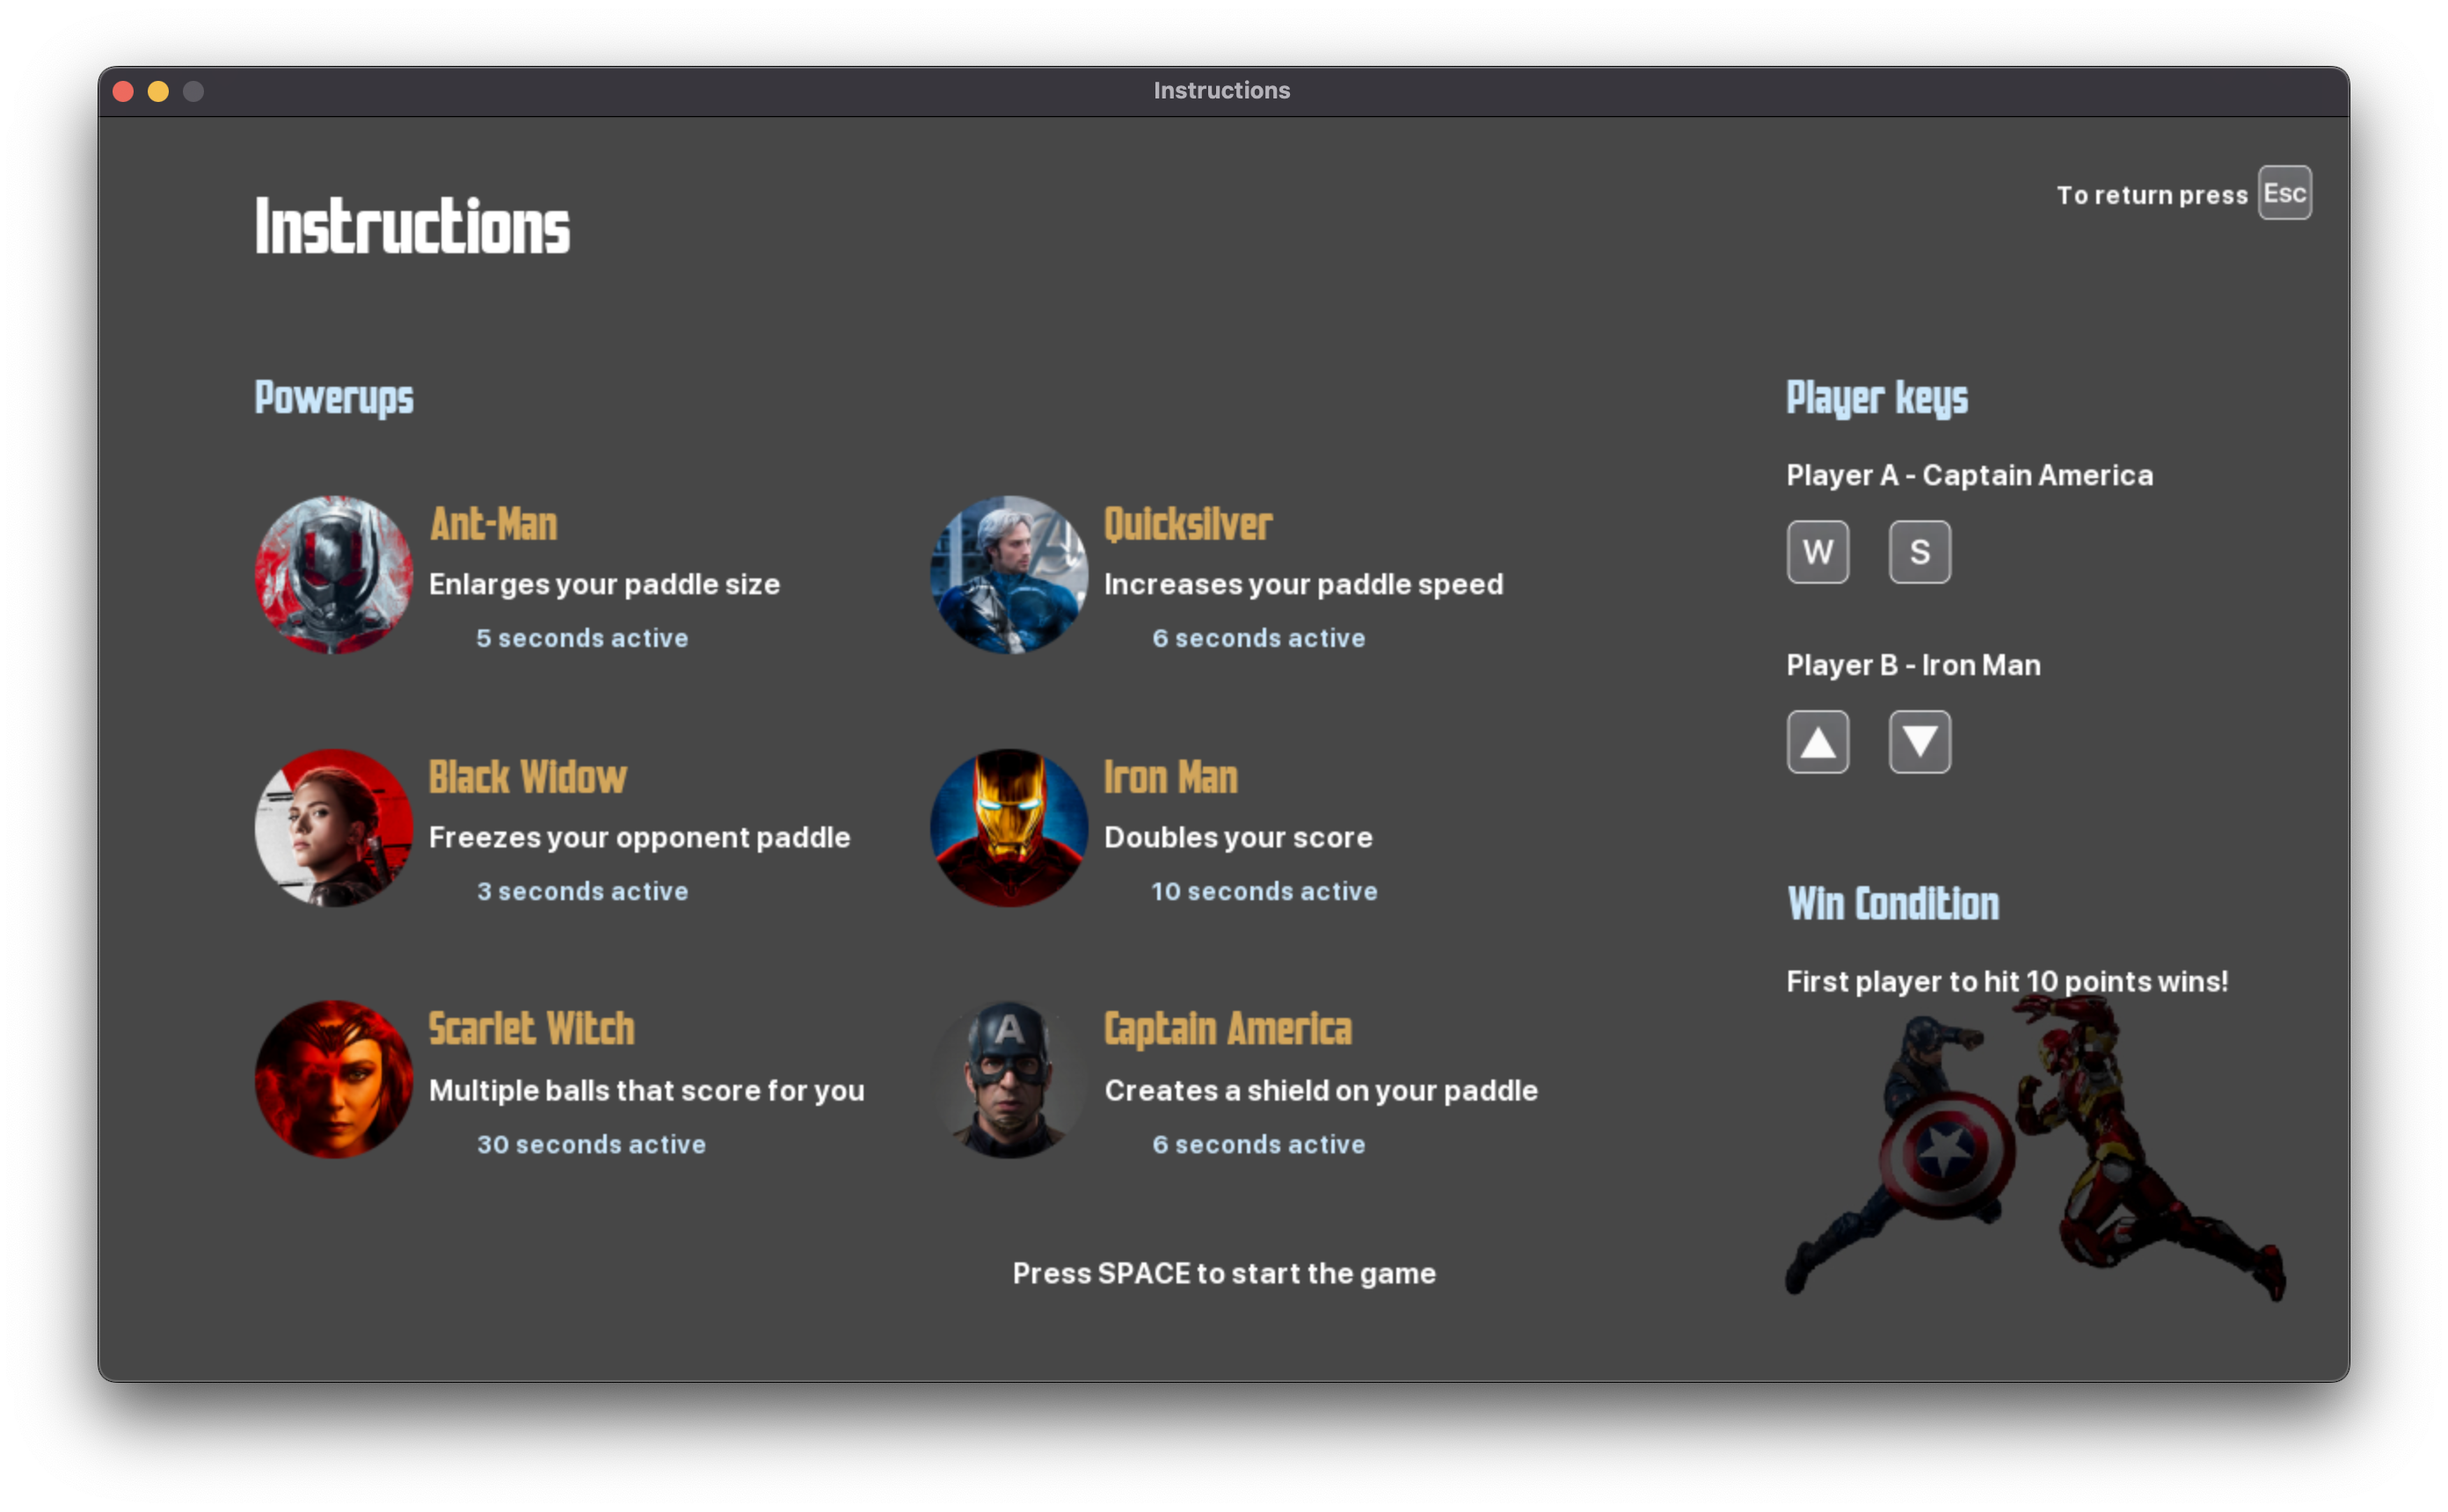 Instructions
To return press Esc
Instructions
Powerups
Ant-Man
Enlarges your paddle size
5 seconds active
Quicksilver
Increases your paddle speed
6 seconds active
Black Widow
Freezes your opponent paddle
3 seconds active
Iron Man
Doubles your score
10 seconds active
Scarlet Witch
Multiple balls that score for you
30 seconds active
A
Captain America
Creates a shield on your paddle
6 seconds active
Player keys
Player A - Captain America
W S
Player B - Iron Man
Win Condition
First player to hit 10 points wins!
Press SPACE to start the game